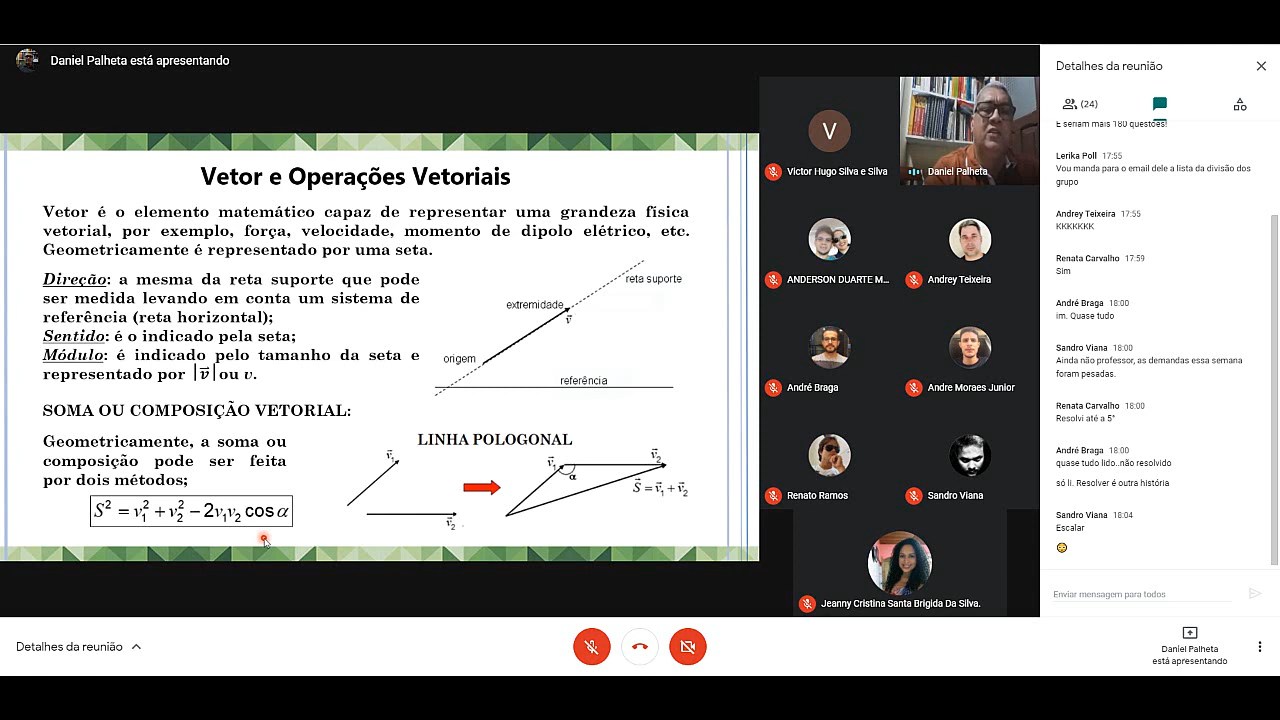 Daniel Palheta está apresentando
Vetor e Operações Vetoriais
Vetor é o elemento matemático capaz de representar uma grandeza física
vetorial, por exemplo, força, velocidade, momento de dipolo elétrico, etc.
Geometricamente é representado por uma seta.
Direção: a mesma da reta suporte que pode
ser medida levando em conta um sistema de
referência (reta horizontal);
Sentido: é o indicado pela seta;
Módulo: é indicado pelo tamanho da seta e
representado por |v⃗| ou v.
reta suporte
extremidade
v⃗
origem
referência
SOMA OU COMPOSIÇÃO VETORIAL:
Geometricamente, a soma ou
composição pode ser feita
por dois métodos;
S² = v₁² + v₂² − 2v₁v₂ cos α
LINHA POLOGONAL
v⃗₁
v⃗₂
v⃗₁
α
v⃗₂
S⃗ = v⃗₁ + v⃗₂
V
Victor Hugo Silva e Silva
Daniel Palheta
ANDERSON DUARTE M...
Andrey Teixeira
André Braga
Andre Moraes Junior
Renato Ramos
Sandro Viana
Jeanny Cristina Santa Brigida Da Silva.
Detalhes da reunião
(24)
E seriam mais 180 questões!
Lerika Poll 17:55
Vou manda para o email dele a lista da divisão dos
grupo
Andrey Teixeira 17:55
KKKKKKK
Renata Carvalho 17:59
Sim
André Braga 18:00
im. Quase tudo
Sandro Viana 18:00
Ainda não professor, as demandas essa semana
foram pesadas.
Renata Carvalho 18:00
Resolvi até a 5°
André Braga 18:00
quase tudo lido..não resolvido
só li. Resolver é outra história
Sandro Viana 18:04
Escalar
Enviar mensagem para todos
Detalhes da reunião
Daniel Palheta
está apresentando